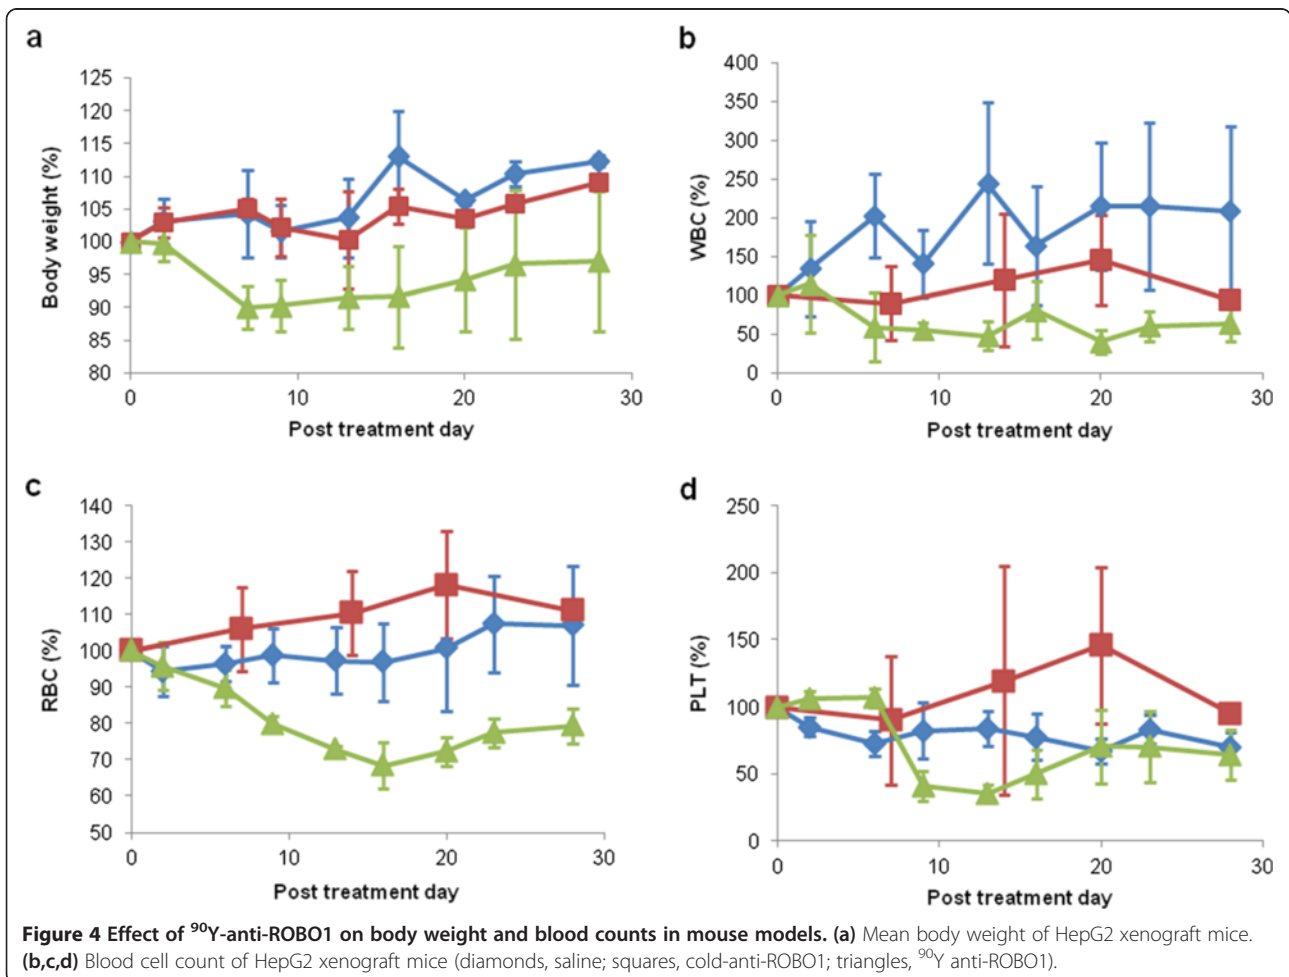 a
125
120
115
110
105
100
95
90
85
80
Body weight (%)
0 10 20 30
Post treatment day
b
400
350
300
250
200
150
100
50
0
WBC (%)
0 10 20 30
Post treatment day
c
140
130
120
110
100
90
80
70
60
50
RBC (%)
0 10 20 30
Post treatment day
d
250
200
150
100
50
0
PLT (%)
0 10 20 30
Post treatment day
Figure 4 Effect of ⁹⁰Y-anti-ROBO1 on body weight and blood counts in mouse models. (a) Mean body weight of HepG2 xenograft mice.
(b,c,d) Blood cell count of HepG2 xenograft mice (diamonds, saline; squares, cold-anti-ROBO1; triangles, ⁹⁰Y anti-ROBO1).